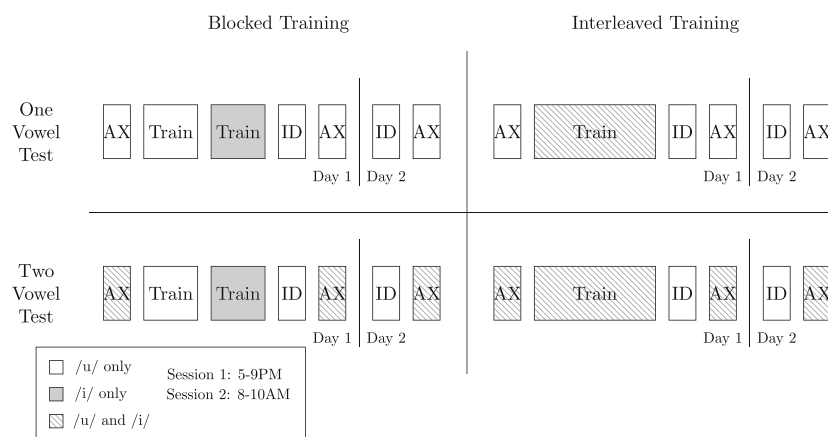 Blocked Training Interleaved Training
One
Vowel
Test
AX Train Train ID AX ID AX AX Train ID AX ID AX
Day 1 Day 2 Day 1 Day 2
Two
Vowel
Test
AX Train Train ID AX ID AX AX Train ID AX ID AX
Day 1 Day 2 Day 1 Day 2
/u/ only
/i/ only
/u/ and /i/
Session 1: 5-9PM
Session 2: 8-10AM